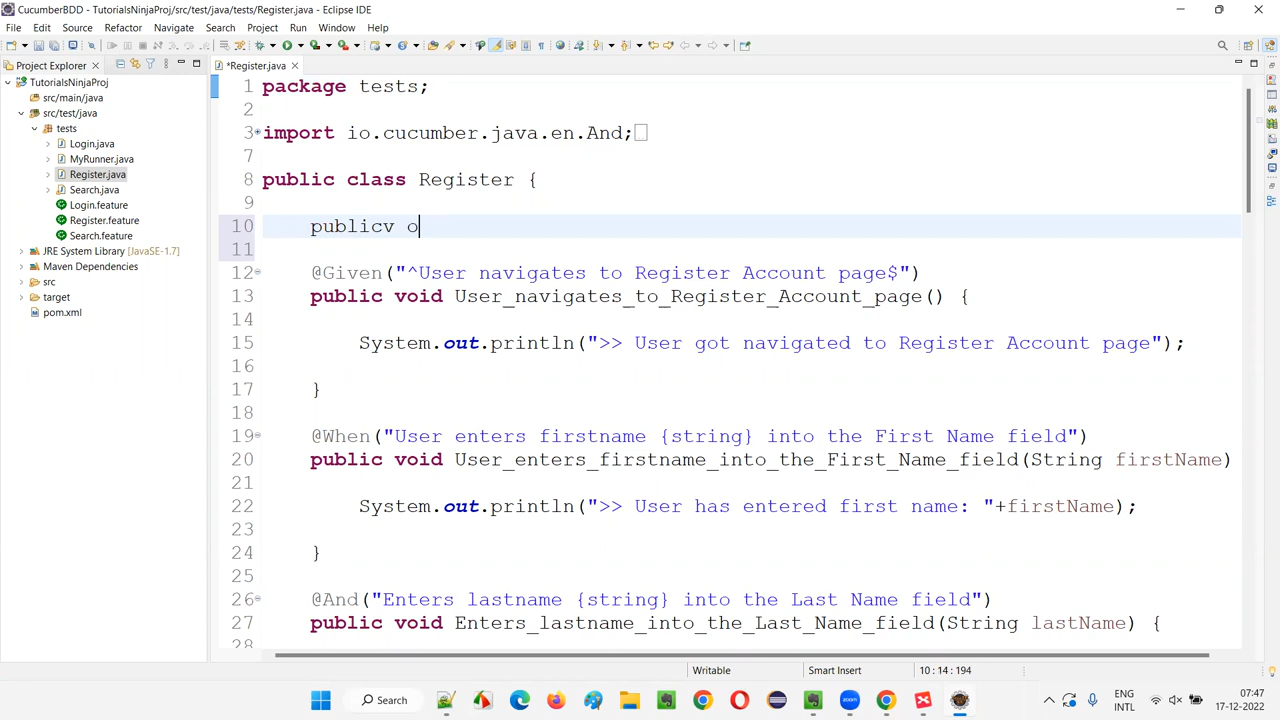 CucumberBDD - TutorialsNinjaProj/src/test/java/tests/Register.java - Eclipse IDE
File Edit Source Refactor Navigate Search Project Run Window Help
Project Explorer
*Register.java
TutorialsNinjaProj
src/main/java
src/test/java
tests
Login.java
MyRunner.java
Register.java
Search.java
Login.feature
Register.feature
Search.feature
JRE System Library [JavaSE-1.7]
Maven Dependencies
src
target
pom.xml
1 package tests;
2
3 import io.cucumber.java.en.And;
7
8 public class Register {
9
10 publicv o
11
12 @Given("^User navigates to Register Account page$")
13 public void User_navigates_to_Register_Account_page() {
14
15 System.out.println(">> User got navigated to Register Account page");
16
17 }
18
19 @When("User enters firstname {string} into the First Name field")
20 public void User_enters_firstname_into_the_First_Name_field(String firstName)
21
22 System.out.println(">> User has entered first name: "+firstName);
23
24 }
25
26 @And("Enters lastname {string} into the Last Name field")
27 public void Enters_lastname_into_the_Last_Name_field(String lastName) {
28
Writable Smart Insert 10 : 14 : 194
Search
ENG
INTL
07:47
17-12-2022